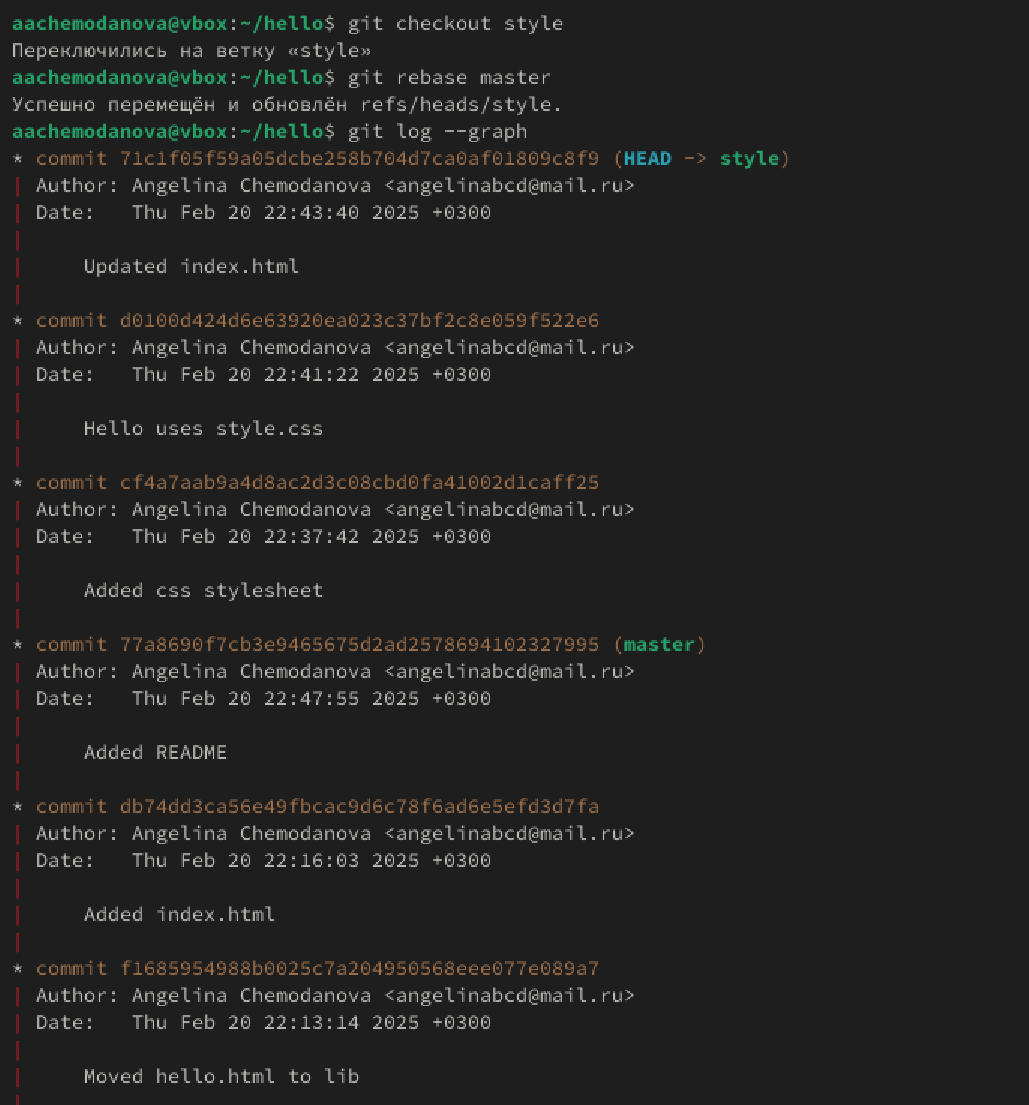 aachemodanova@vbox:~/hello$ git checkout style
Переключились на ветку «style»
aachemodanova@vbox:~/hello$ git rebase master
Успешно перемещён и обновлён refs/heads/style.
aachemodanova@vbox:~/hello$ git log --graph
* commit 71c1f05f59a05dcbe258b704d7ca0af01809c8f9 (HEAD -> style)
| Author: Angelina Chemodanova <angelinabcd@mail.ru>
| Date:   Thu Feb 20 22:43:40 2025 +0300
|
|     Updated index.html
|
* commit d0100d424d6e63920ea023c37bf2c8e059f522e6
| Author: Angelina Chemodanova <angelinabcd@mail.ru>
| Date:   Thu Feb 20 22:41:22 2025 +0300
|
|     Hello uses style.css
|
* commit cf4a7aab9a4d8ac2d3c08cbd0fa41002d1caff25
| Author: Angelina Chemodanova <angelinabcd@mail.ru>
| Date:   Thu Feb 20 22:37:42 2025 +0300
|
|     Added css stylesheet
|
* commit 77a8690f7cb3e9465675d2ad2578694102327995 (master)
| Author: Angelina Chemodanova <angelinabcd@mail.ru>
| Date:   Thu Feb 20 22:47:55 2025 +0300
|
|     Added README
|
* commit db74dd3ca56e49fbcac9d6c78f6ad6e5efd3d7fa
| Author: Angelina Chemodanova <angelinabcd@mail.ru>
| Date:   Thu Feb 20 22:16:03 2025 +0300
|
|     Added index.html
|
* commit f1685954988b0025c7a204950568eee077e089a7
| Author: Angelina Chemodanova <angelinabcd@mail.ru>
| Date:   Thu Feb 20 22:13:14 2025 +0300
|
|     Moved hello.html to lib
|